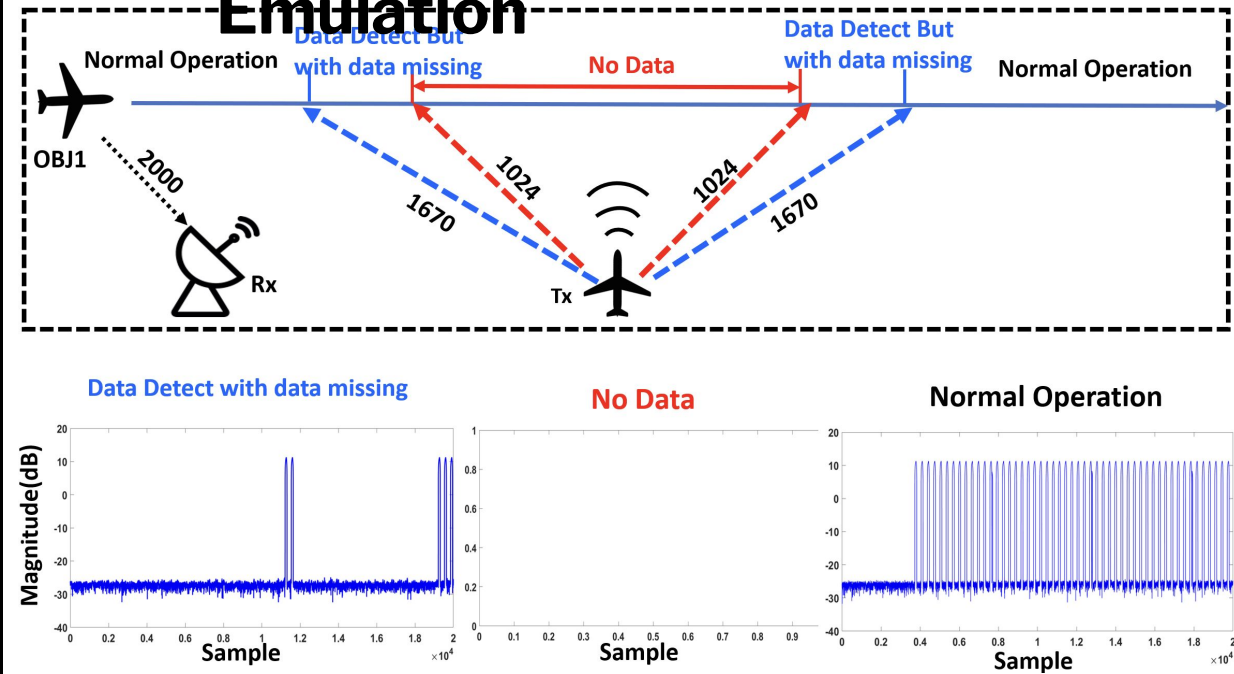 Emulation
Data Detect But
with data missing
Data Detect But
with data missing
Normal Operation
No Data
Normal Operation
OBJ1
2000
1670
1024
1024
1670
Rx
Tx
Data Detect with data missing
No Data
Normal Operation
Magnitude(dB)
20
10
0
-10
-20
-30
-40
0 0.2 0.4 0.6 0.8 1 1.2 1.4 1.6 1.8 2
×10⁴
Sample
1
0.8
0.6
0.4
0.2
0
0 0.1 0.2 0.3 0.4 0.5 0.6 0.7 0.8 0.9
Sample
20
10
0
-10
-20
-30
-40
0 0.2 0.4 0.6 0.8 1 1.2 1.4 1.6 1.8 2
×10⁴
Sample